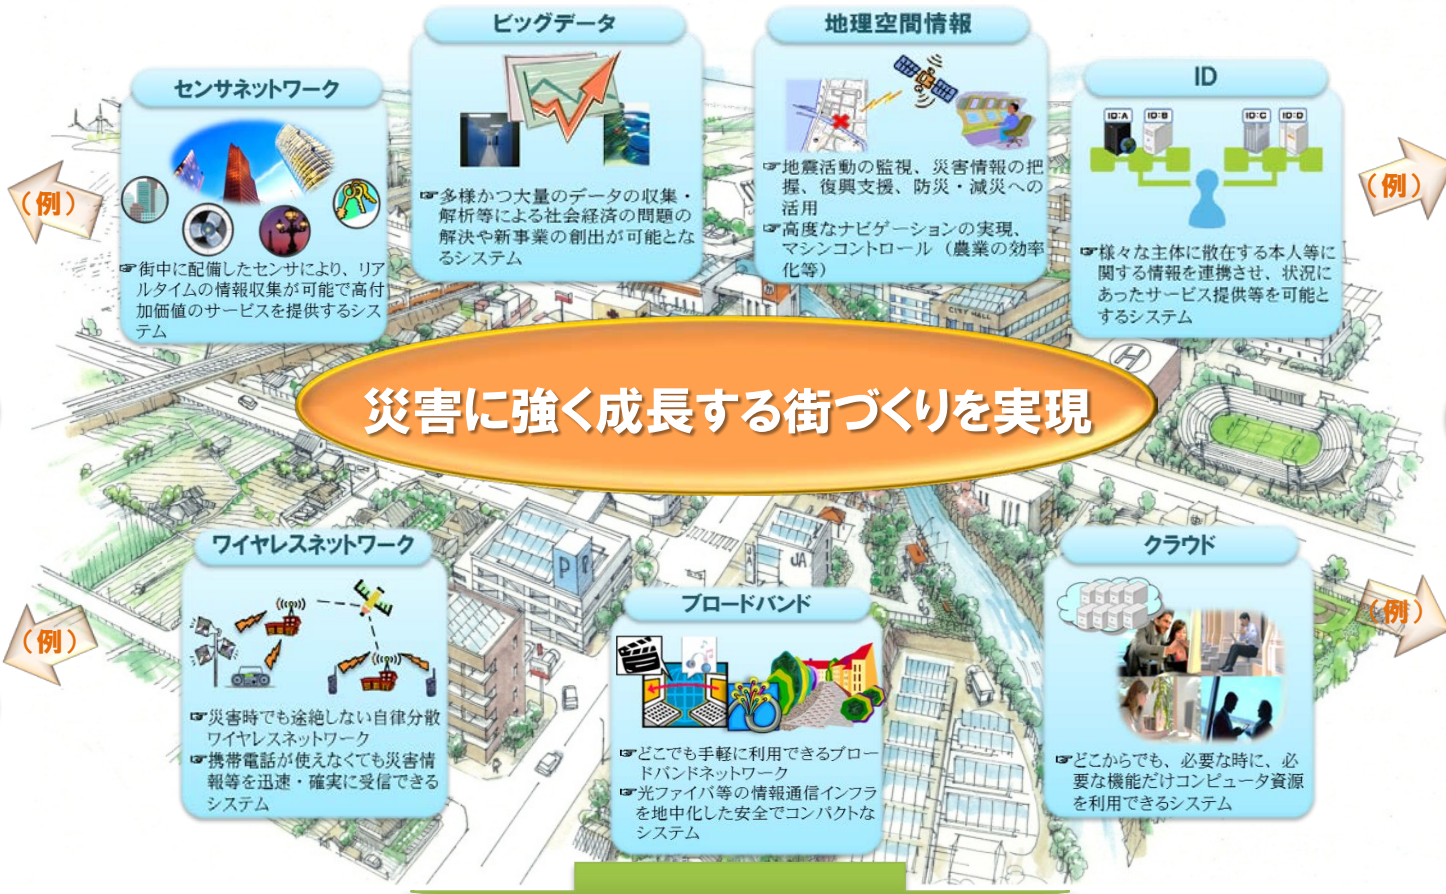 ビッグデータ
☞多様かつ大量のデータの収集・
解析等による社会経済の問題の
解決や新事業の創出が可能とな
るシステム
地理空間情報
☞地震活動の監視、災害情報の把
握、復興支援、防災・減災への
活用
☞高度なナビゲーションの実現、
マシンコントロール（農業の効率
化等）
センサネットワーク
☞街中に配備したセンサにより、リア
ルタイムの情報収集が可能で高付
加価値のサービスを提供するシス
テム
ID
ID:A
ID:B
ID:C
ID:D
☞様々な主体に散在する本人等に
関する情報を連携させ、状況に
あったサービス提供等を可能と
するシステム
（例）
（例）
CITY HALL
H
災害に強く成長する街づくりを実現
P
JA
JA
ワイヤレスネットワーク
☞災害時でも途絶しない自律分散
ワイヤレスネットワーク
☞携帯電話が使えなくても災害情
報等を迅速・確実に受信できる
システム
ブロードバンド
☞どこでも手軽に利用できるブロー
ドバンドネットワーク
☞光ファイバ等の情報通信インフラ
を地中化した安全でコンパクトな
システム
クラウド
☞どこからでも、必要な時に、必
要な機能だけコンピュータ資源
を利用できるシステム
（例）
（例）